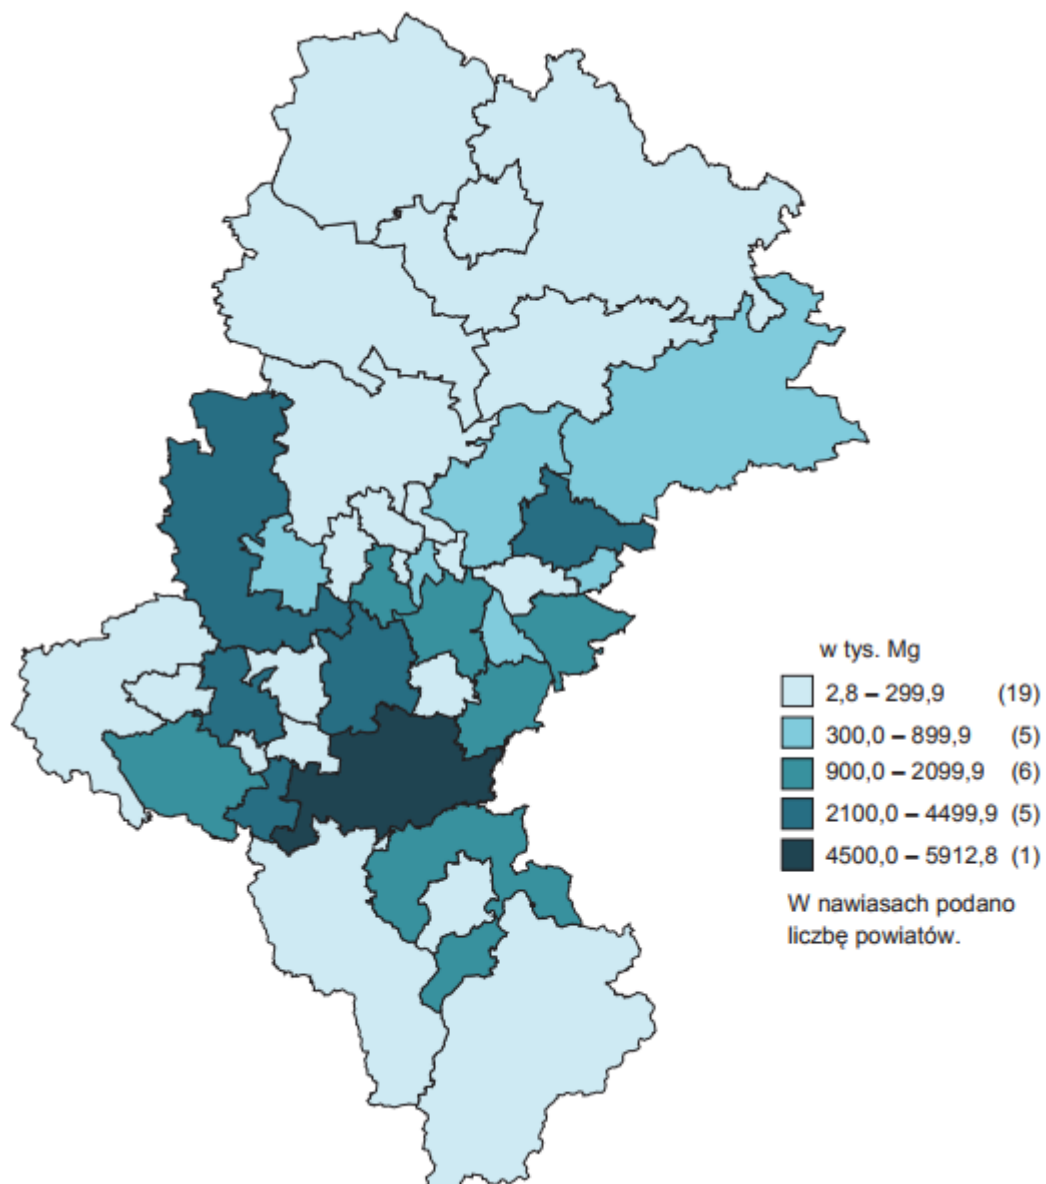 w tys. Mg
2,8 – 299,9 (19)
300,0 – 899,9 (5)
900,0 – 2099,9 (6)
2100,0 – 4499,9 (5)
4500,0 – 5912,8 (1)
W nawiasach podano
liczbę powiatów.